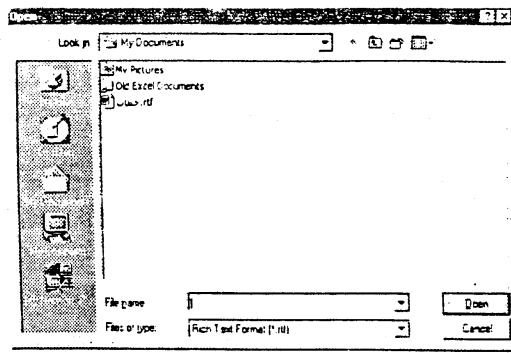 Open
Look in My Documents
My Pictures
Old Excel Documents
.rtf
File name
Open
Files of type: Rich Text Format (*.rtf)
Cancel